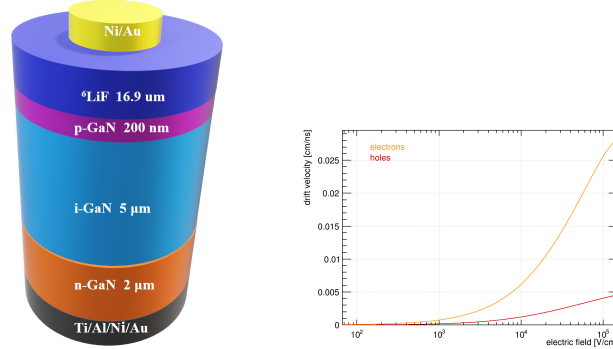 Ni/Au
⁶LiF 16.9 um
p-GaN 200 nm
i-GaN 5 μm
n-GaN 2 μm
Ti/Al/Ni/Au
drift velocity [cm/ns]
electrons
holes
0.025
0.02
0.015
0.01
0.005
0
10²
10³
10⁴
10⁵
electric field [V/cm